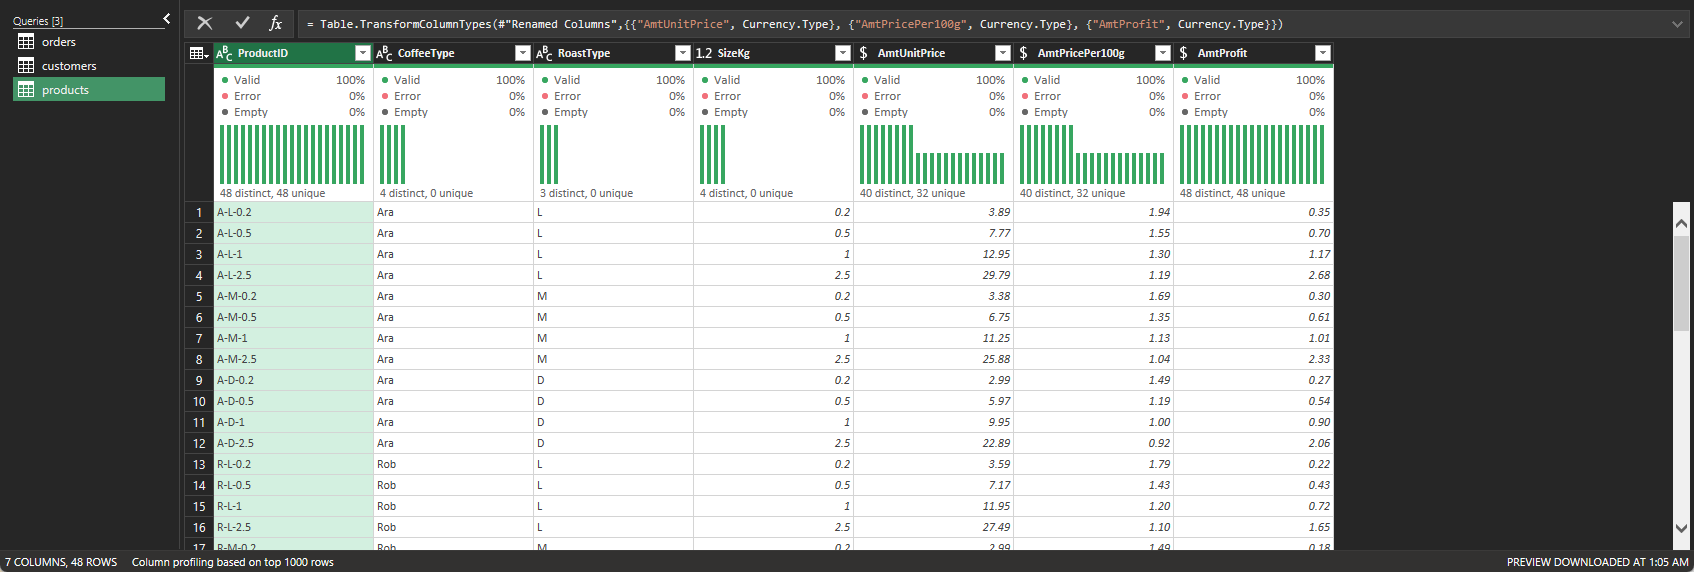 Queries [3]
orders
customers
products
fx
= Table.TransformColumnTypes(#"Renamed Columns",{{"AmtUnitPrice", Currency.Type}, {"AmtPricePer100g", Currency.Type}, {"AmtProfit", Currency.Type}})
ABC ProductID ABC CoffeeType ABC RoastType 1.2 SizeKg $ AmtUnitPrice $ AmtPricePer100g $ AmtProfit
Valid 100% Valid 100% Valid 100% Valid 100% Valid 100% Valid 100% Valid 100%
Error 0% Error 0% Error 0% Error 0% Error 0% Error 0% Error 0%
Empty 0% Empty 0% Empty 0% Empty 0% Empty 0% Empty 0% Empty 0%
48 distinct, 48 unique 4 distinct, 0 unique 3 distinct, 0 unique 4 distinct, 0 unique 40 distinct, 32 unique 40 distinct, 32 unique 48 distinct, 48 unique
1 A-L-0.2 Ara L 0.2 3.89 1.94 0.35
2 A-L-0.5 Ara L 0.5 7.77 1.55 0.70
3 A-L-1 Ara L 1 12.95 1.30 1.17
4 A-L-2.5 Ara L 2.5 29.79 1.19 2.68
5 A-M-0.2 Ara M 0.2 3.38 1.69 0.30
6 A-M-0.5 Ara M 0.5 6.75 1.35 0.61
7 A-M-1 Ara M 1 11.25 1.13 1.01
8 A-M-2.5 Ara M 2.5 25.88 1.04 2.33
9 A-D-0.2 Ara D 0.2 2.99 1.49 0.27
10 A-D-0.5 Ara D 0.5 5.97 1.19 0.54
11 A-D-1 Ara D 1 9.95 1.00 0.90
12 A-D-2.5 Ara D 2.5 22.89 0.92 2.06
13 R-L-0.2 Rob L 0.2 3.59 1.79 0.22
14 R-L-0.5 Rob L 0.5 7.17 1.43 0.43
15 R-L-1 Rob L 1 11.95 1.20 0.72
16 R-L-2.5 Rob L 2.5 27.49 1.10 1.65
17 R-M-0.2 Rob M 0.2 2.99 1.49 0.18
7 COLUMNS, 48 ROWS Column profiling based on top 1000 rows PREVIEW DOWNLOADED AT 1:05 AM